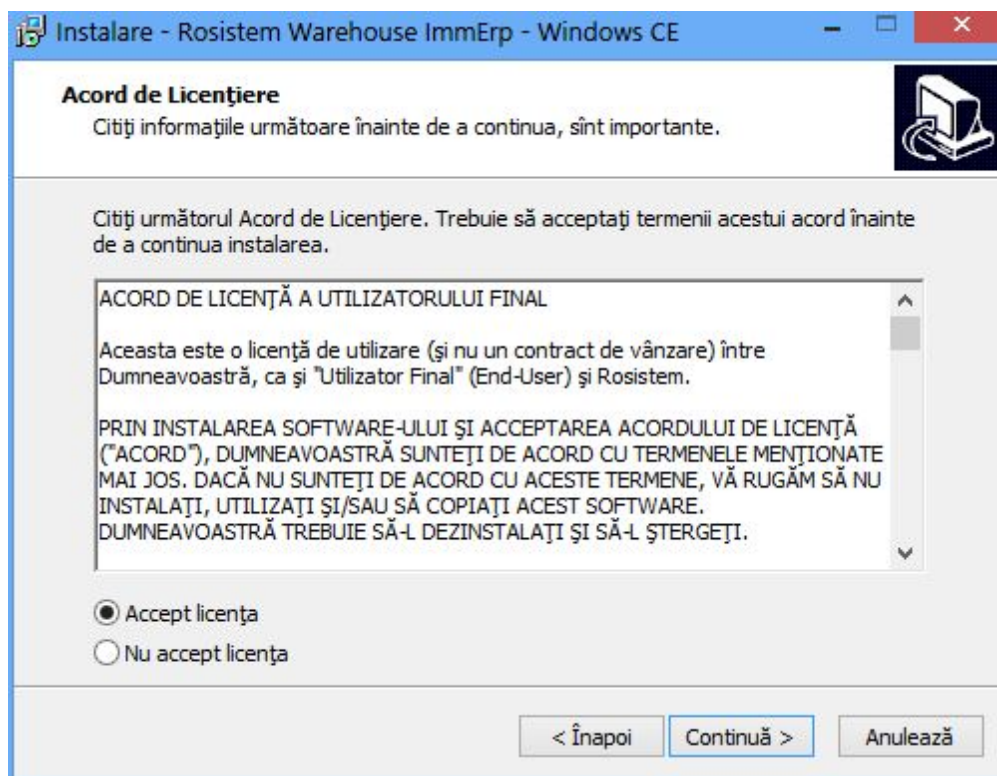 Instalare - Rosistem Warehouse ImmErp - Windows CE
Acord de Licenţiere
Citiţi informaţiile următoare înainte de a continua, sînt importante.
Citiţi următorul Acord de Licenţiere. Trebuie să acceptaţi termenii acestui acord înainte
de a continua instalarea.
ACORD DE LICENŢĂ A UTILIZATORULUI FINAL
Aceasta este o licenţă de utilizare (şi nu un contract de vânzare) între
Dumneavoastră, ca şi "Utilizator Final" (End-User) şi Rosistem.
PRIN INSTALAREA SOFTWARE-ULUI ŞI ACCEPTAREA ACORDULUI DE LICENŢĂ
("ACORD"), DUMNEAVOASTRĂ SUNTEŢI DE ACORD CU TERMENELE MENŢIONATE
MAI JOS. DACĂ NU SUNTEŢI DE ACORD CU ACESTE TERMENE, VĂ RUGĂM SĂ NU
INSTALAŢI, UTILIZAŢI ŞI/SAU SĂ COPIAŢI ACEST SOFTWARE.
DUMNEAVOASTRĂ TREBUIE SĂ-L DEZINSTALAŢI ŞI SĂ-L ŞTERGEŢI.
Accept licenţa
Nu accept licenţa
< Înapoi
Continuă >
Anulează